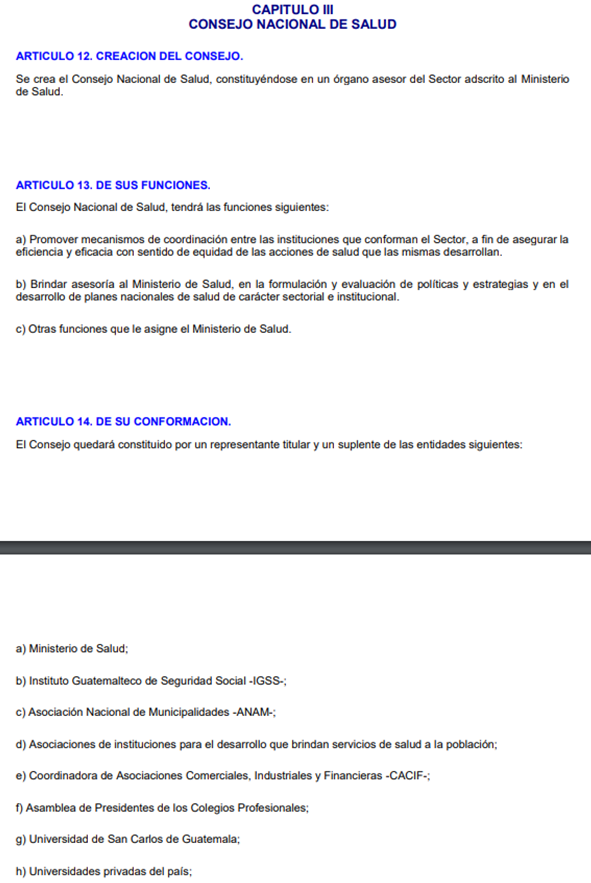 CAPITULO III
CONSEJO NACIONAL DE SALUD
ARTICULO 12. CREACION DEL CONSEJO.
Se crea el Consejo Nacional de Salud, constituyéndose en un órgano asesor del Sector adscrito al Ministerio
de Salud.
ARTICULO 13. DE SUS FUNCIONES.
El Consejo Nacional de Salud, tendrá las funciones siguientes:
a) Promover mecanismos de coordinación entre las instituciones que conforman el Sector, a fin de asegurar la
eficiencia y eficacia con sentido de equidad de las acciones de salud que las mismas desarrollan.
b) Brindar asesoría al Ministerio de Salud, en la formulación y evaluación de políticas y estrategias y en el
desarrollo de planes nacionales de salud de carácter sectorial e institucional.
c) Otras funciones que le asigne el Ministerio de Salud.
ARTICULO 14. DE SU CONFORMACION.
El Consejo quedará constituido por un representante titular y un suplente de las entidades siguientes:
a) Ministerio de Salud;
b) Instituto Guatemalteco de Seguridad Social -IGSS-;
c) Asociación Nacional de Municipalidades -ANAM-;
d) Asociaciones de instituciones para el desarrollo que brindan servicios de salud a la población;
e) Coordinadora de Asociaciones Comerciales, Industriales y Financieras -CACIF-;
f) Asamblea de Presidentes de los Colegios Profesionales;
g) Universidad de San Carlos de Guatemala;
h) Universidades privadas del país;